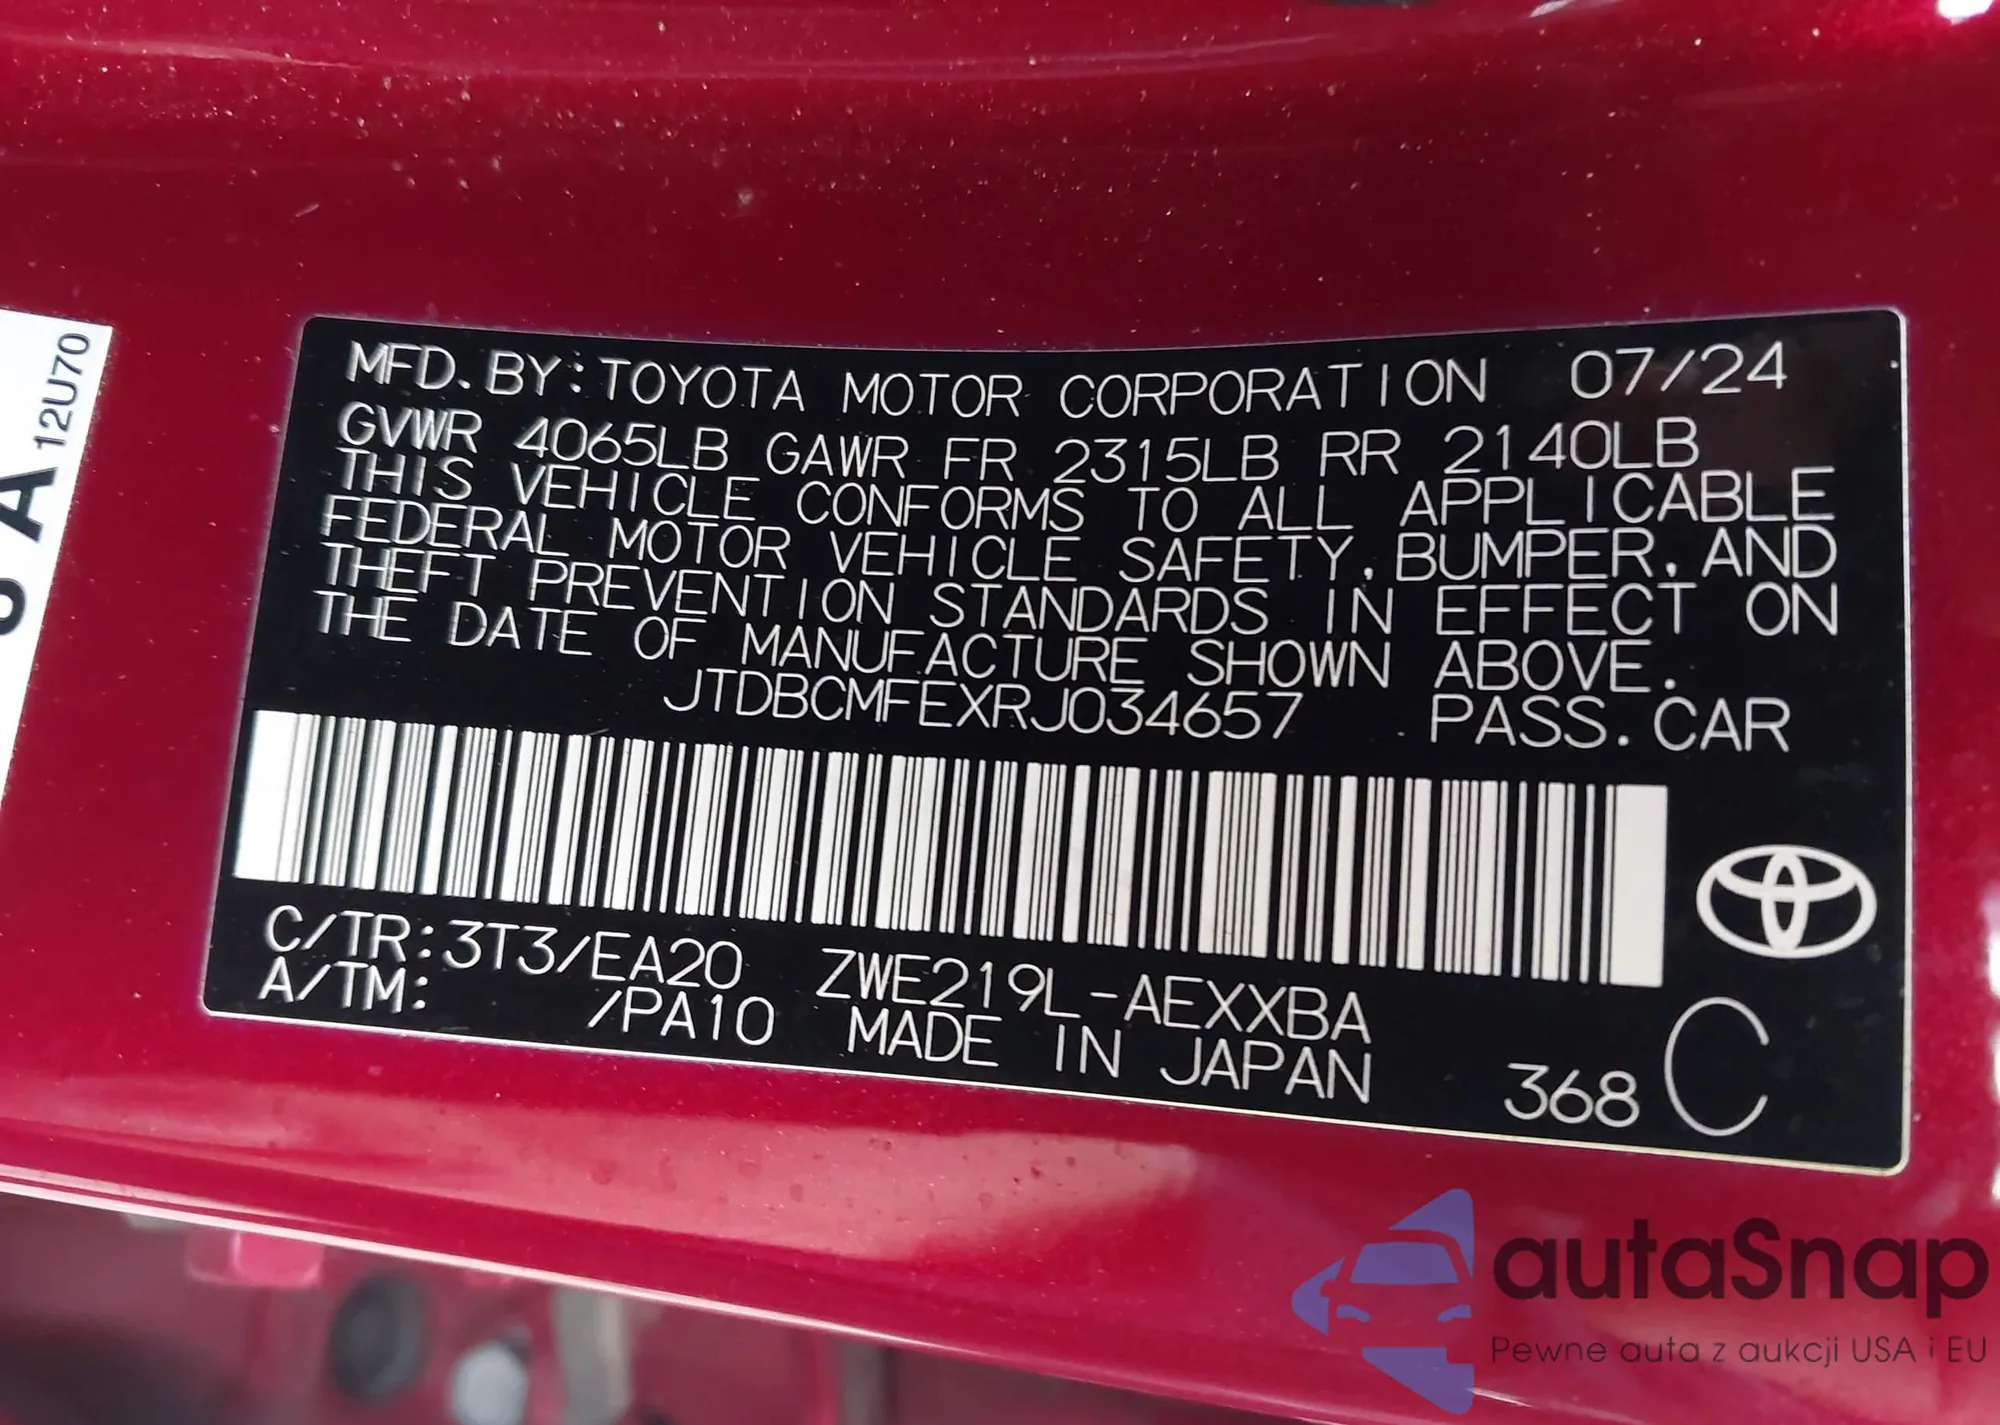 MFD. BY: TOYOTA MOTOR CORPORATION 07/24
GVWR 4065LB GAWR FR 2315LB RR 2140LB
THIS VEHICLE CONFORMS TO ALL APPLICABLE
FEDERAL MOTOR VEHICLE SAFETY, BUMPER, AND
THEFT PREVENTION STANDARDS IN EFFECT ON
THE DATE OF MANUFACTURE SHOWN ABOVE.
JTDBCMFEXRJ034657 PASS. CAR
C/TR: 3T3/EA20 ZWE219L-AEXXBA
A/TM: /PA10 MADE IN JAPAN
368 C
A 12U70
autaSnap
Pewne auta z aukcji USA i EU